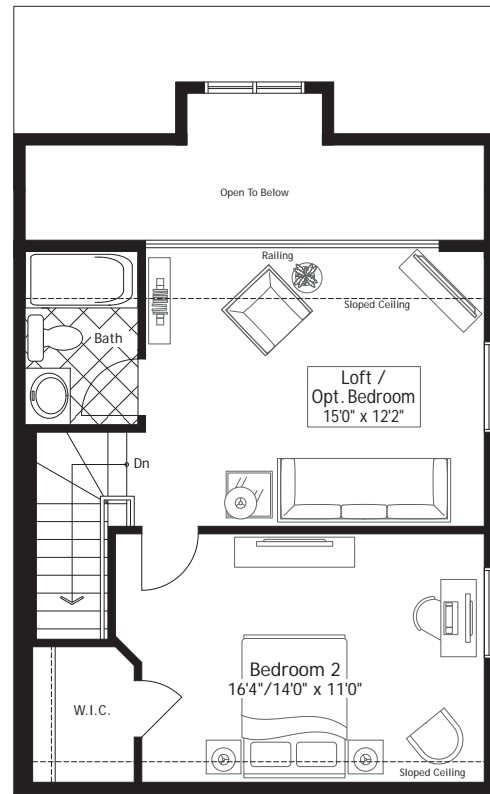 Open To Below
Railing
Sloped Ceiling
Bath
Loft /
Opt. Bedroom
15'0" x 12'2"
Dn
Bedroom 2
16'4"/14'0" x 11'0"
W.I.C.
Sloped Ceiling